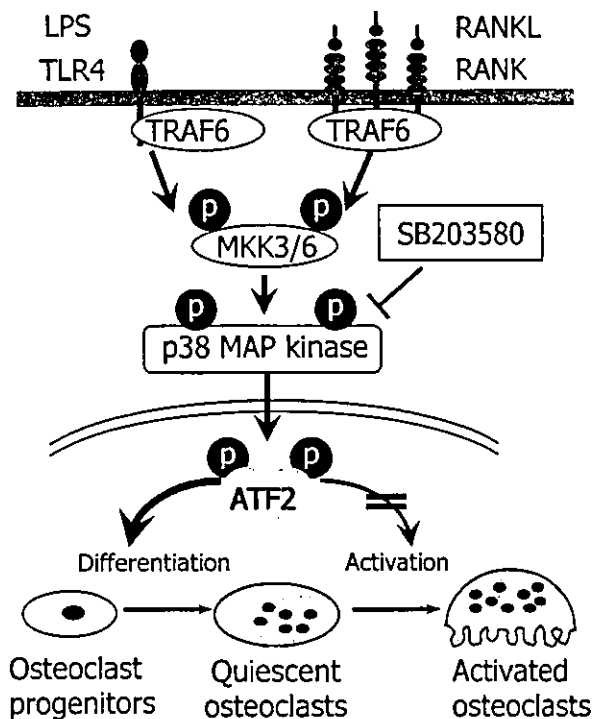 LPS
RANKL
TLR4
RANK
TRAF6
TRAF6
p
p
MKK3/6
SB203580
p
p
p38 MAP kinase
p
p
ATF2
Differentiation
Activation
Osteoclast
progenitors
Quiescent
osteoclasts
Activated
osteoclasts